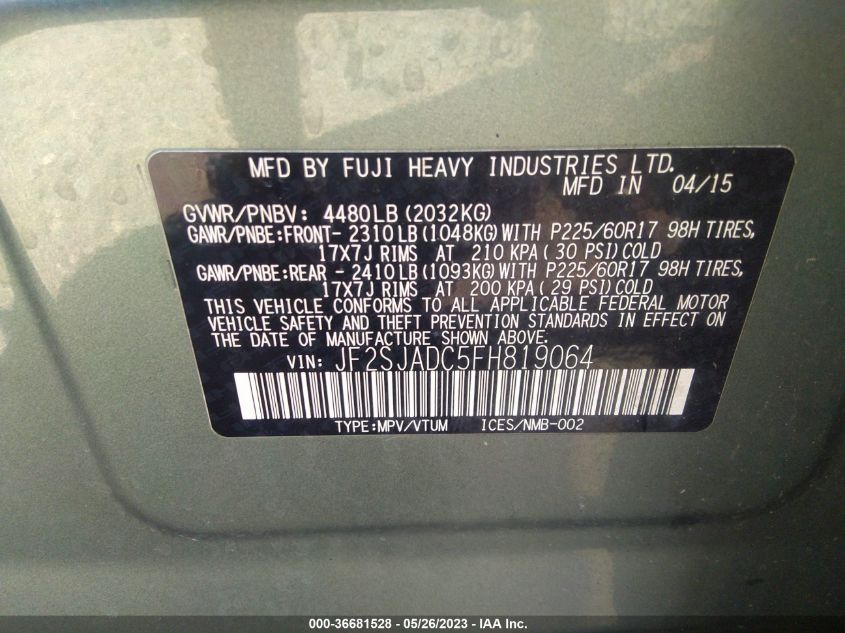 MFD BY FUJI HEAVY INDUSTRIES LTD.
MFD IN 04/15
GVWR/PNBV: 4480LB (2032KG)
GAWR/PNBE:FRONT- 2310LB (1048KG) WITH P225/60R17 98H TIRES,
17X7J RIMS AT 210 KPA ( 30 PSI) COLD
GAWR/PNBE:REAR - 2410LB (1093KG) WITH P225/60R17 98H TIRES,
17X7J RIMS AT 200 KPA ( 29 PSI) COLD
THIS VEHICLE CONFORMS TO ALL APPLICABLE FEDERAL MOTOR
VEHICLE SAFETY AND THEFT PREVENTION STANDARDS IN EFFECT ON
THE DATE OF MANUFACTURE SHOWN ABOVE.
VIN: JF2SJADC5FH819064
TYPE:MPV/VTUM ICES/NMB-002
000-36681528 - 05/26/2023 - IAA Inc.